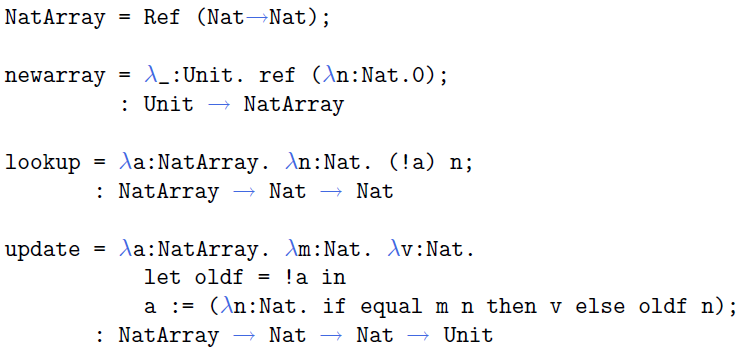 NatArray = Ref (Nat→Nat);
newarray = λ_:Unit. ref (λn:Nat.0);
: Unit → NatArray
lookup = λa:NatArray. λn:Nat. (!a) n;
: NatArray → Nat → Nat
update = λa:NatArray. λm:Nat. λv:Nat.
let oldf = !a in
a := (λn:Nat. if equal m n then v else oldf n);
: NatArray → Nat → Nat → Unit